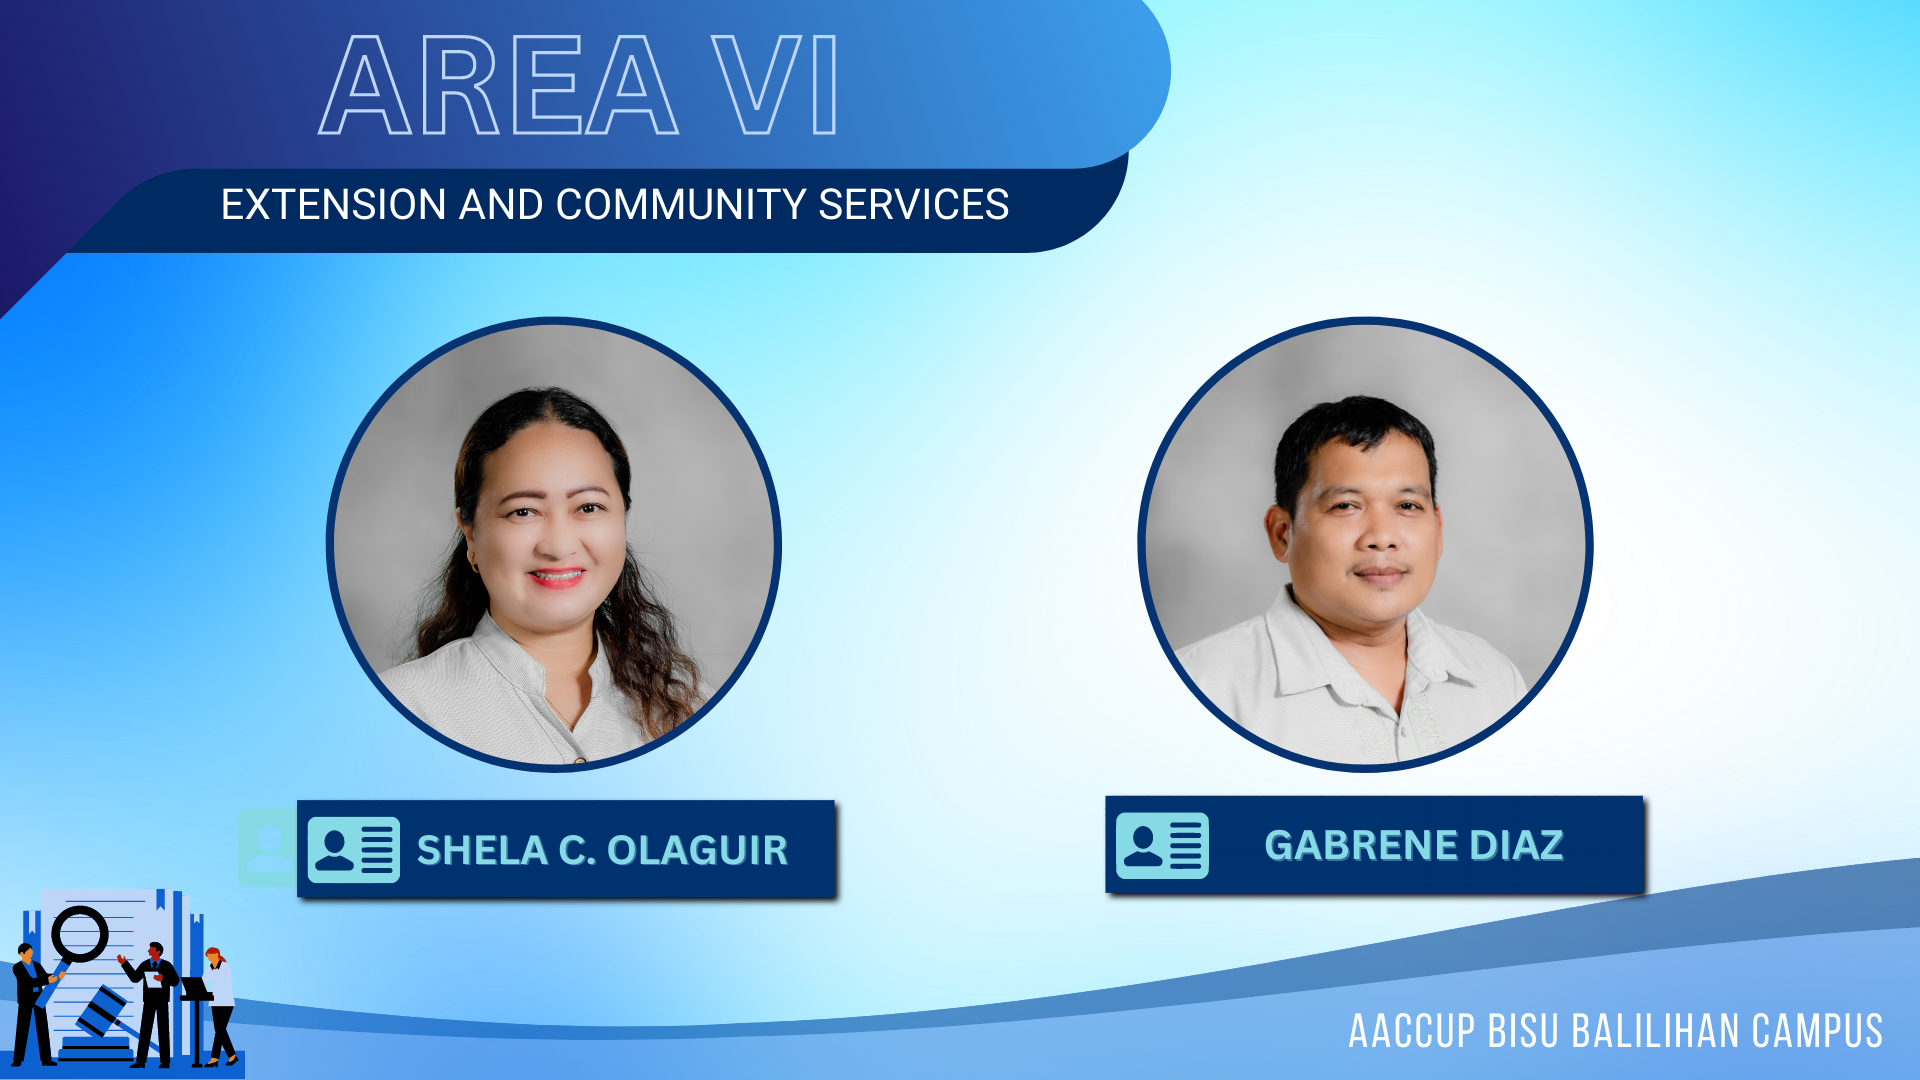 AREA VI
EXTENSION AND COMMUNITY SERVICES
SHELA C. OLAGUIR
GABRENE DIAZ
AACCUP BISU BALILIHAN CAMPUS